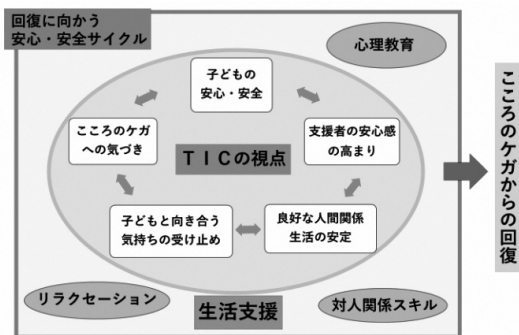 回復に向かう
安心・安全サイクル
心理教育
子どもの
安心・安全
こころのケガ
への気づき
支援者の安心感
の高まり
TICの視点
子どもと向き合う
気持ちの受け止め
良好な人間関係
生活の安定
リラクセーション
生活支援
対人関係スキル
こころのケガからの回復